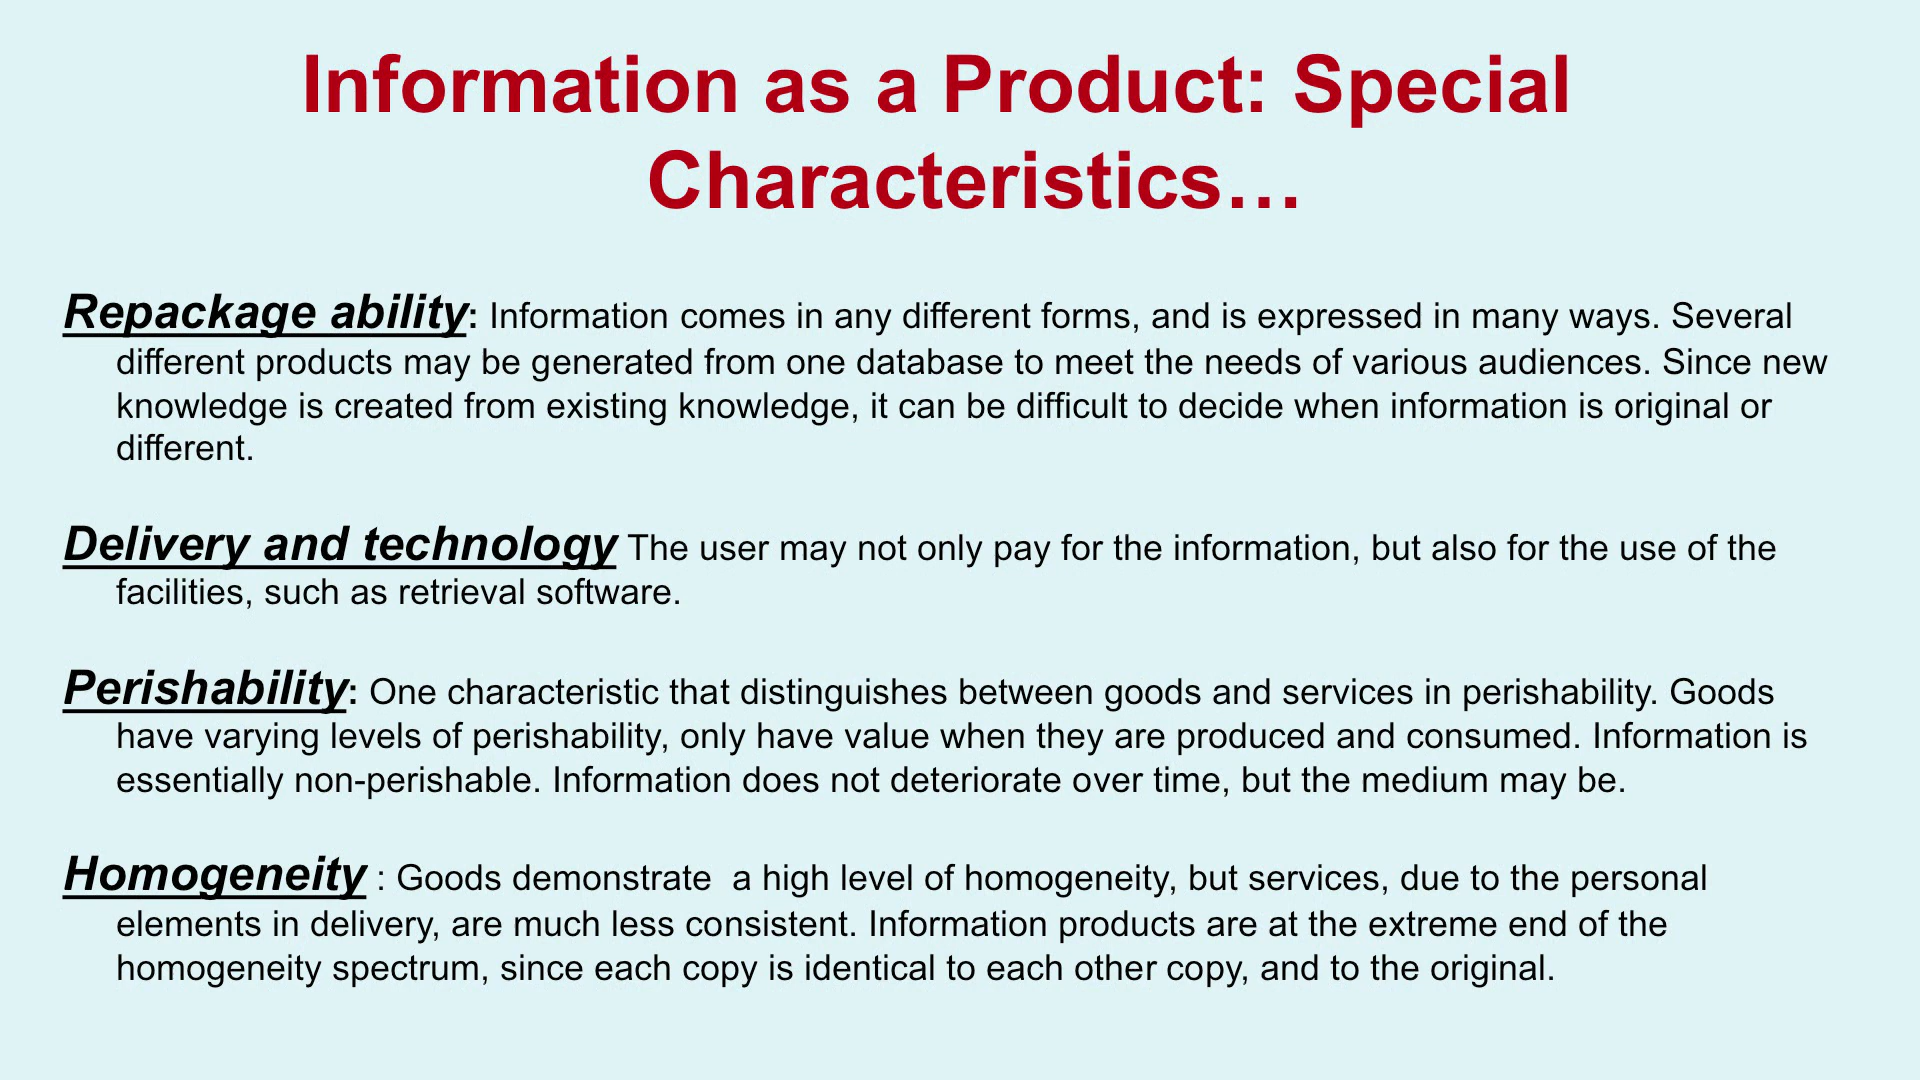 Information as a Product: Special
Characteristics…
Repackage ability: Information comes in any different forms, and is expressed in many ways. Several
different products may be generated from one database to meet the needs of various audiences. Since new
knowledge is created from existing knowledge, it can be difficult to decide when information is original or
different.
Delivery and technology The user may not only pay for the information, but also for the use of the
facilities, such as retrieval software.
Perishability: One characteristic that distinguishes between goods and services in perishability. Goods
have varying levels of perishability, only have value when they are produced and consumed. Information is
essentially non-perishable. Information does not deteriorate over time, but the medium may be.
Homogeneity : Goods demonstrate  a high level of homogeneity, but services, due to the personal
elements in delivery, are much less consistent. Information products are at the extreme end of the
homogeneity spectrum, since each copy is identical to each other copy, and to the original.